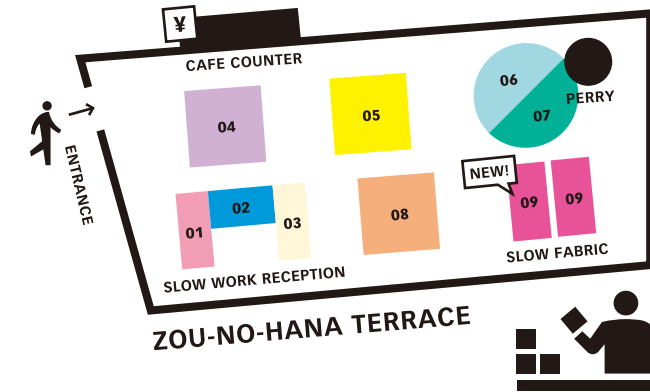 ¥
CAFE COUNTER
04
05
06
07
PERRY
ENTRANCE
NEW!
01
02
03
08
09
09
SLOW WORK RECEPTION
SLOW FABRIC
ZOU-NO-HANA TERRACE